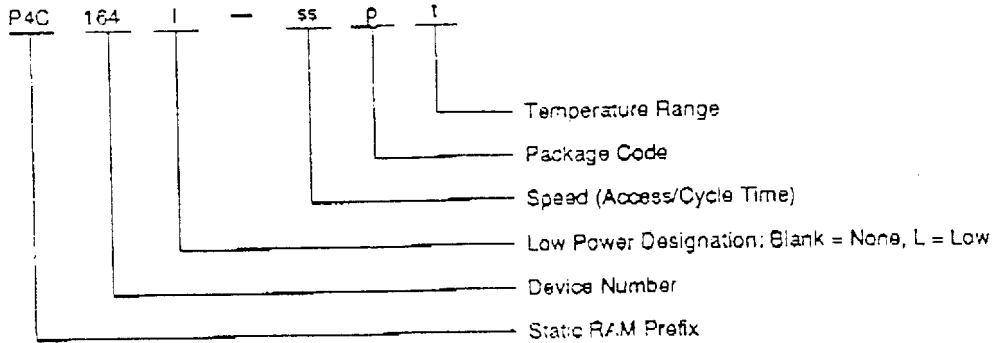 P4C 164 l — ss p t
Temperature Range
Package Code
Speed (Access/Cycle Time)
Low Power Designation: Blank = None, L = Low
Device Number
Static RAM Prefix